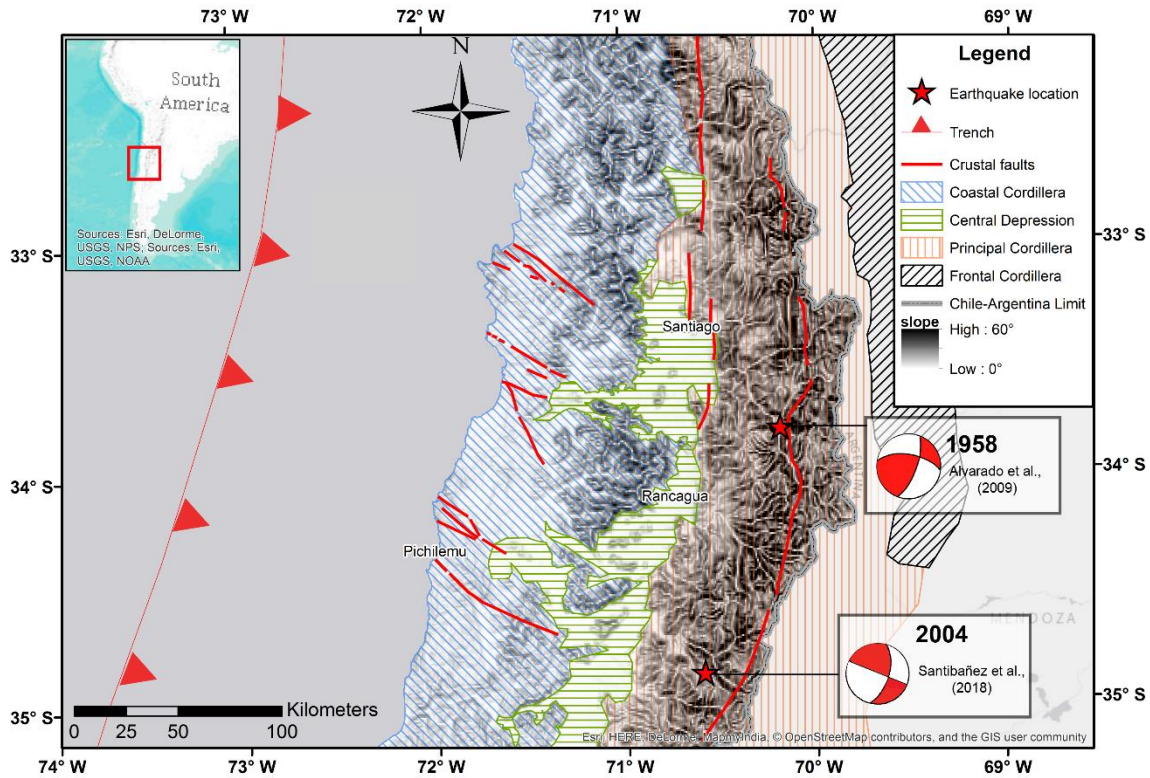 73° W
72° W
71° W
70° W
69° W
South
America
Sources: Esri, DeLorme,
USGS, NPS; Sources: Esri,
USGS, NOAA
N
Legend
Earthquake location
Trench
Crustal faults
Coastal Cordillera
Central Depression
Principal Cordillera
Frontal Cordillera
Chile-Argentina Limit
slope
High : 60°
Low : 0°
33° S
33° S
Santiago
1958
Alvarado et al.,
(2009)
ARGENTINA
34° S
34° S
Rancagua
Pichilemu
MENDOZA
2004
Santibañez et al.,
(2018)
35° S
35° S
Kilometers
0 25 50 100
Esri, HERE, DeLorme, MapmyIndia, © OpenStreetMap contributors, and the GIS user community
74° W
73° W
72° W
71° W
70° W
69° W